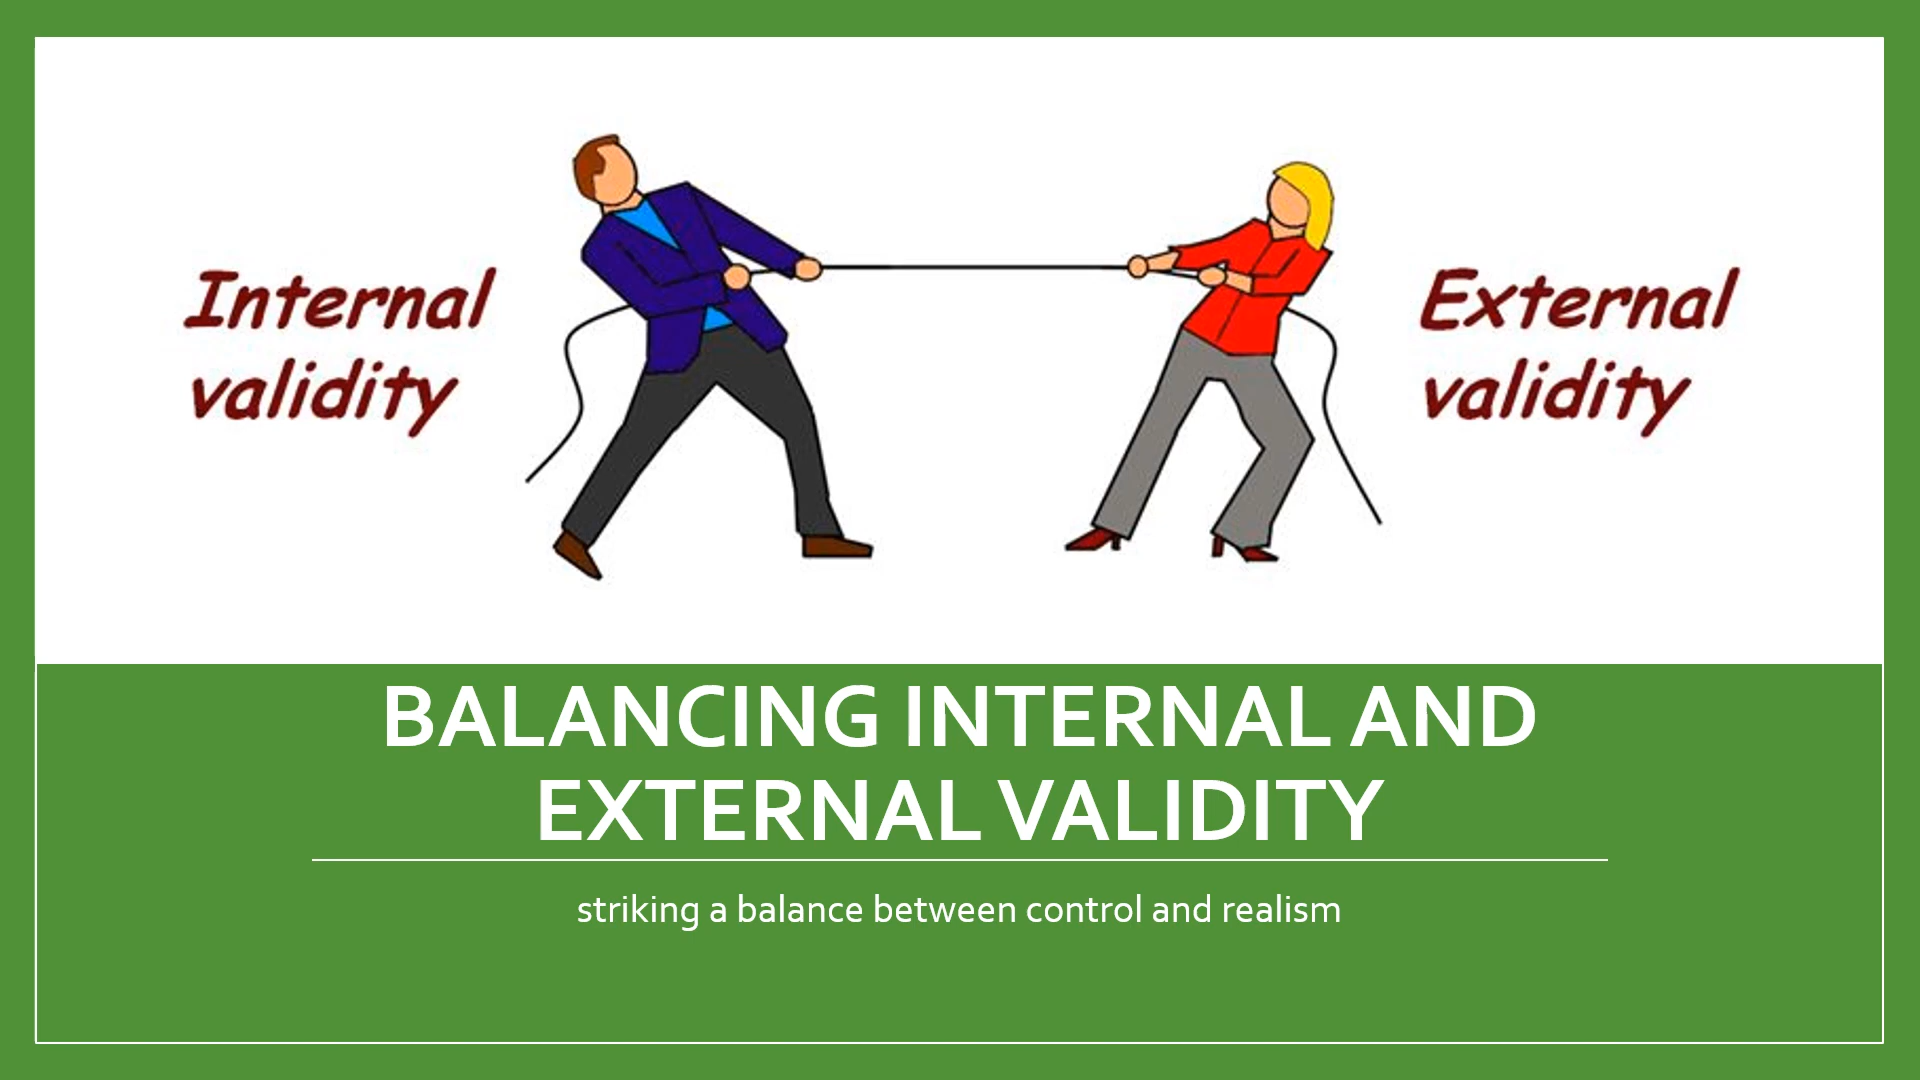 Internal
validity
External
validity
BALANCING INTERNAL AND
EXTERNAL VALIDITY
striking a balance between control and realism